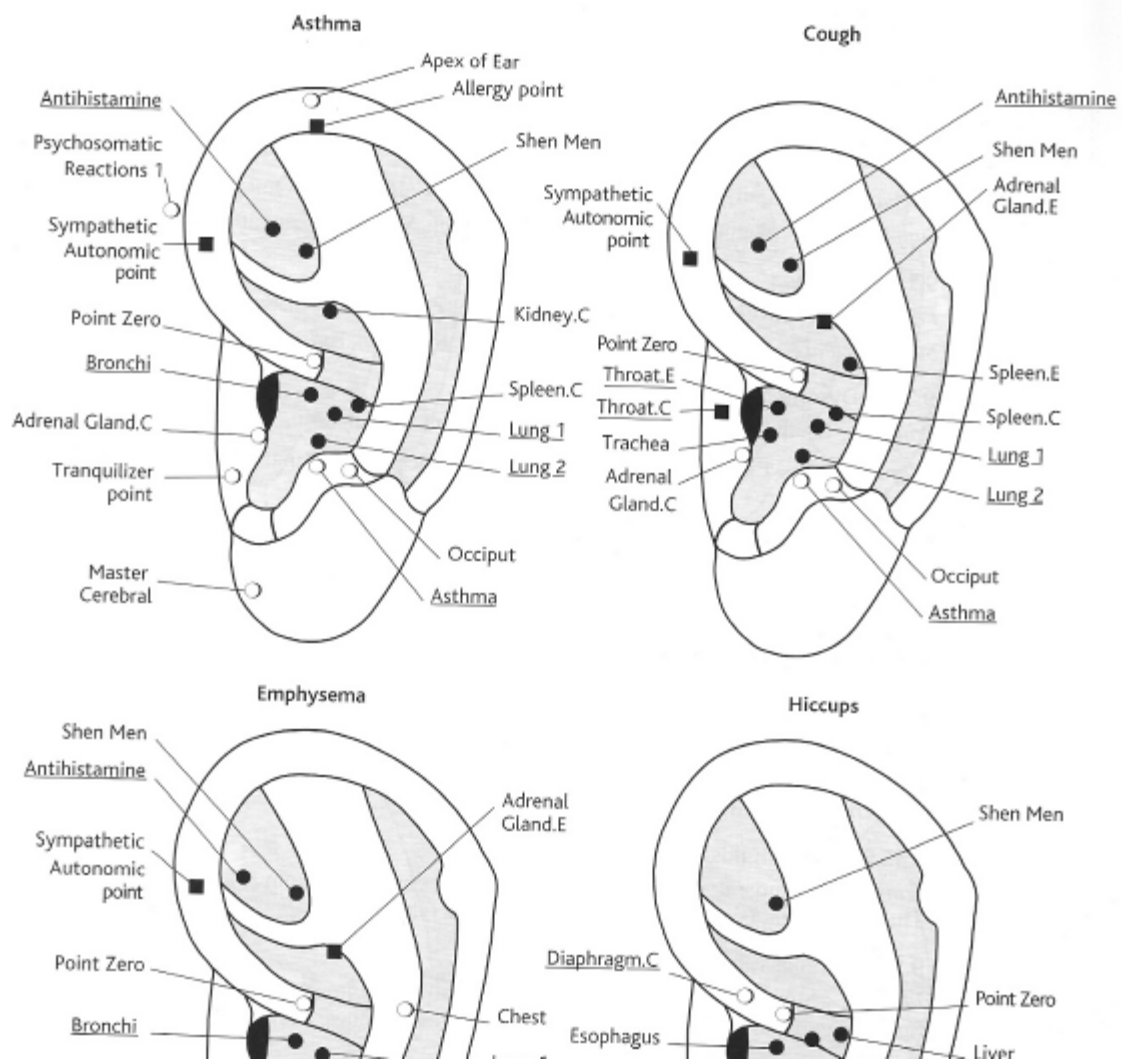 Asthma
Apex of Ear
Allergy point
Antihistamine
Psychosomatic
Reactions 1
Shen Men
Sympathetic
Autonomic
point
Point Zero
Kidney.C
Bronchi
Spleen.C
Adrenal Gland.C
Lung 1
Tranquilizer
point
Lung 2
Occiput
Master
Cerebral
Asthma
Cough
Antihistamine
Shen Men
Sympathetic
Autonomic
point
Adrenal
Gland.E
Point Zero
Throat.E
Spleen.E
Throat.C
Spleen.C
Trachea
Lung 1
Adrenal
Gland.C
Lung 2
Occiput
Asthma
Emphysema
Shen Men
Antihistamine
Adrenal
Gland.E
Sympathetic
Autonomic
point
Point Zero
Chest
Bronchi
Hiccups
Shen Men
Diaphragm.C
Point Zero
Esophagus
Liver